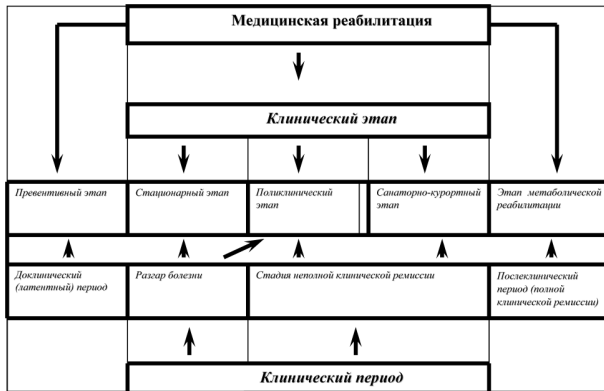 Медицинская реабилитация
Клинический этап
Превентивный этап
Стационарный этап
Поликлинический
этап
Санаторно-курортный
этап
Этап метаболической
реабилитации
Доклинический
(латентный) период
Разгар болезни
Стадия неполной клинической ремиссии
Послеклинический
период (полной
клинической ремиссии)
Клинический период